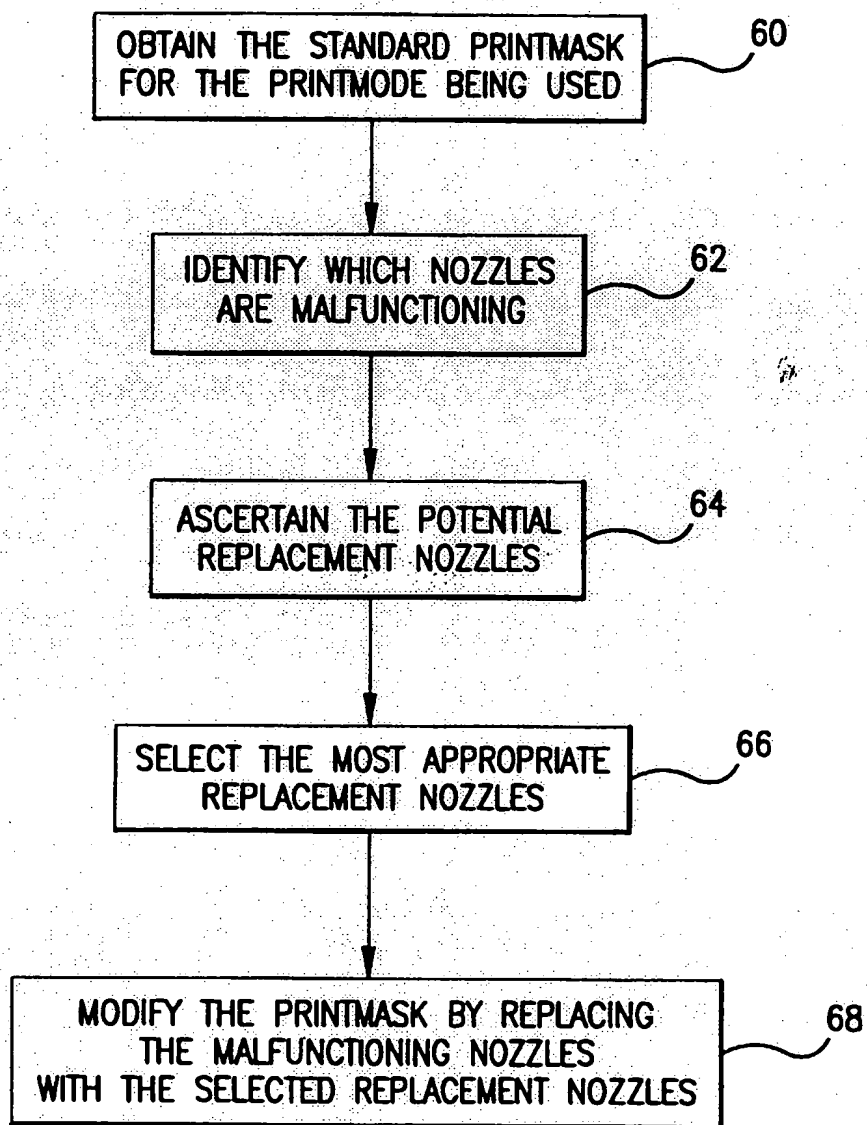 OBTAIN THE STANDARD PRINTMASK
FOR THE PRINTMODE BEING USED
60
IDENTIFY WHICH NOZZLES
ARE MALFUNCTIONING
62
ASCERTAIN THE POTENTIAL
REPLACEMENT NOZZLES
64
SELECT THE MOST APPROPRIATE
REPLACEMENT NOZZLES
66
MODIFY THE PRINTMASK BY REPLACING
THE MALFUNCTIONING NOZZLES
WITH THE SELECTED REPLACEMENT NOZZLES
68